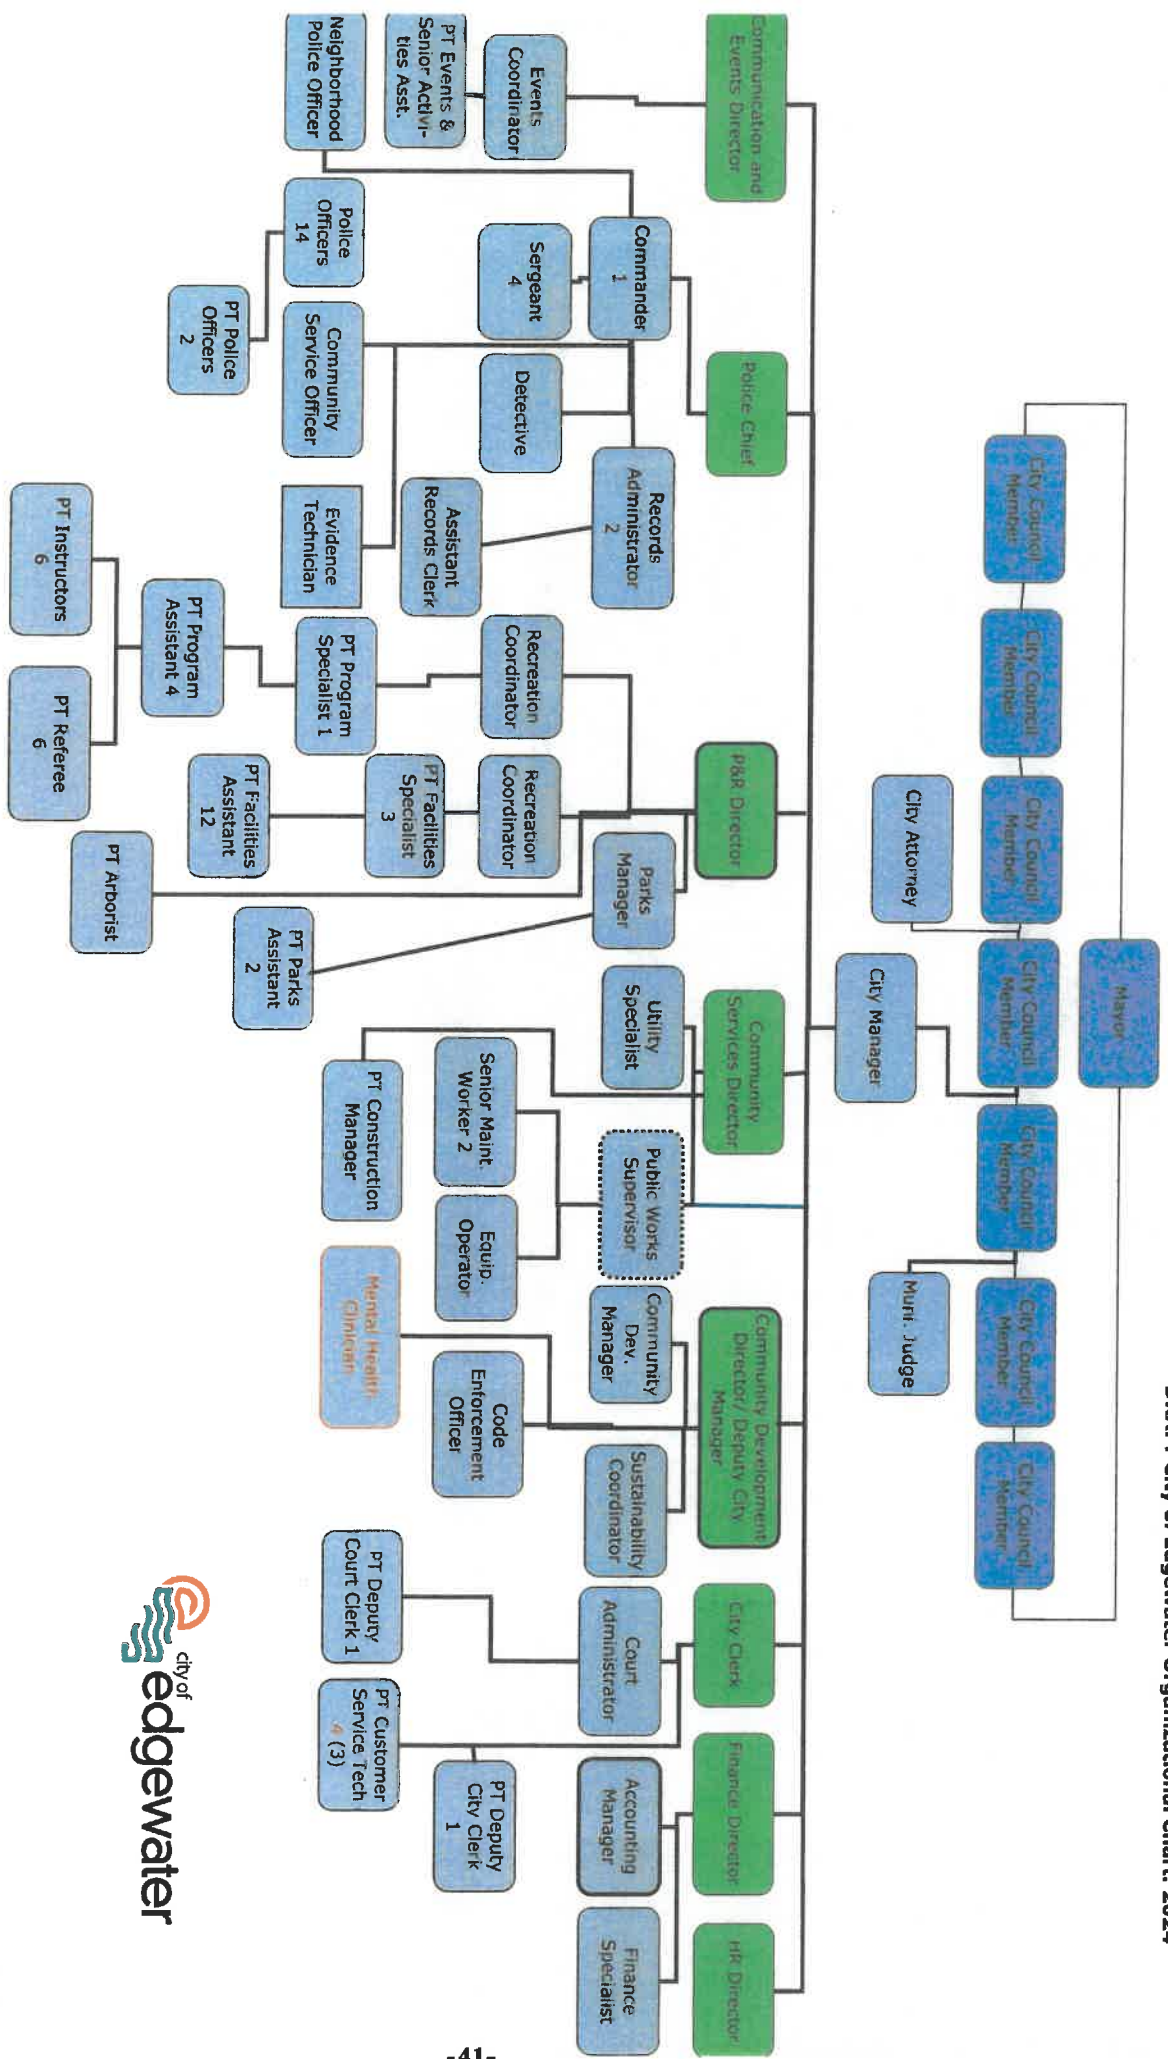 City of Edgewater Organizational Chart: 2024
Mayor
City Council
Member
City Council
Member
City Council
Member
City Council
Member
City Council
Member
City Council
Member
City Council
Member
City Attorney
City Manager
Muni. Judge
Communication and
Events Director
Police Chief
P&R Director
Community
Services Director
Community Development
Director/ Deputy City
Manager
City Clerk
Finance Director
HR Director
Events
Coordinator
PT Events &
Senior Activi-
ties Asst.
Neighborhood
Police Officer
Commander
1
Sergeant
4
Police
Officers
14
PT Police
Officers
2
Detective
Community
Service Officer
Records
Administrator
2
Assistant
Records Clerk
Evidence
Technician
Recreation
Coordinator
PT Program
Specialist 1
PT Program
Assistant 4
PT Instructors
6
PT Referee
6
Recreation
Coordinator
PT Facilities
Specialist
3
PT Facilities
Assistant
12
PT Arborist
Parks
Manager
PT Parks
Assistant
2
Utility
Specialist
Public Works
Supervisor
Senior Maint.
Worker 2
Equip.
Operator
PT Construction
Manager
Community
Dev.
Manager
Sustainability
Coordinator
Code
Enforcement
Officer
Mental Health
Clinician
Court
Administrator
PT Deputy
Court Clerk 1
PT Deputy
City Clerk
1
PT Customer
Service Tech
4 (3)
Accounting
Manager
Finance
Specialist
city of
edgewater
-41-